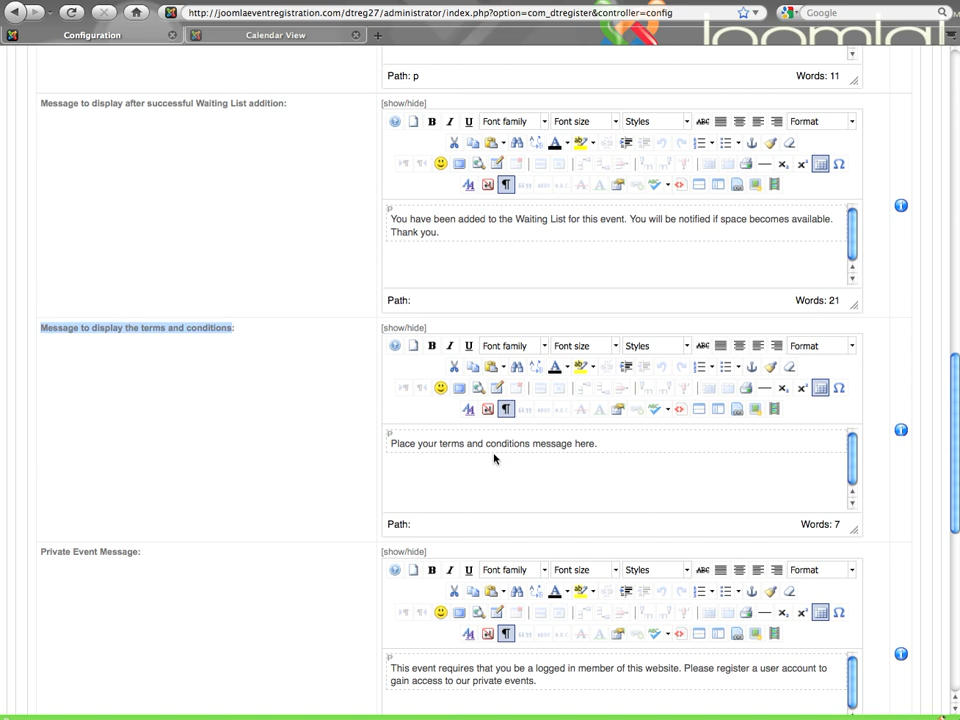 http://joomlaeventregistration.com/dtreg27/administrator/index.php?option=com_dtregister&controller=config
Google
Configuration
Calendar View
Path: p
Words: 11
Message to display after successful Waiting List addition:
[show/hide]
B I U Font family Font size Styles ABC Format
You have been added to the Waiting List for this event. You will be notified if space becomes available.
Thank you.
Path:
Words: 21
Message to display the terms and conditions:
[show/hide]
B I U Font family Font size Styles ABC Format
Place your terms and conditions message here.
Path:
Words: 7
Private Event Message:
[show/hide]
B I U Font family Font size Styles ABC Format
This event requires that you be a logged in member of this website. Please register a user account to
gain access to our private events.